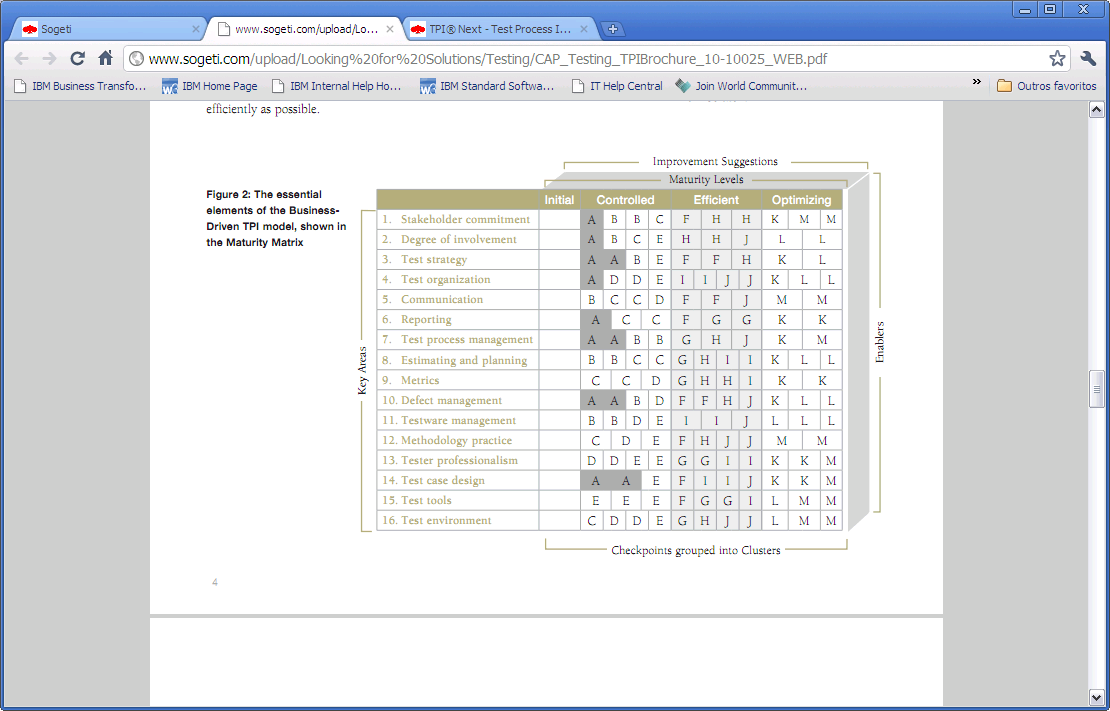 Sogeti
www.sogeti.com/upload/Lo...
TPI® Next - Test Process I...
www.sogeti.com/upload/Looking%20for%20Solutions/Testing/CAP_Testing_TPIBrochure_10-10025_WEB.pdf
IBM Business Transfo... IBM Home Page IBM Internal Help Ho... IBM Standard Softwa... IT Help Central Join World Communit... » Outros favoritos
efficiently as possible.
Figure 2: The essential
elements of the Business-
Driven TPI model, shown in
the Maturity Matrix
Improvement Suggestions
Maturity Levels
Initial Controlled Efficient Optimizing
1. Stakeholder commitment A B B C F H H K M M
2. Degree of involvement A B C E H H J L L
3. Test strategy A A B E F F H K L
4. Test organization A D D E I I J J K L L
5. Communication B C C D F F J M M
6. Reporting A C C F G G K K
7. Test process management A A B B G H J K M
8. Estimating and planning B B C C G H I I K L L
9. Metrics C C D G H H I K K
10. Defect management A A B D F F H J K L L
11. Testware management B B D E I I J L L L
12. Methodology practice C D E F H J J M M
13. Tester professionalism D D E E G G I I K K M
14. Test case design A A E F I I J K K M
15. Test tools E E E F G G I L M M
16. Test environment C D D E G H J J L M M
Key Areas
Enablers
Checkpoints grouped into Clusters
4